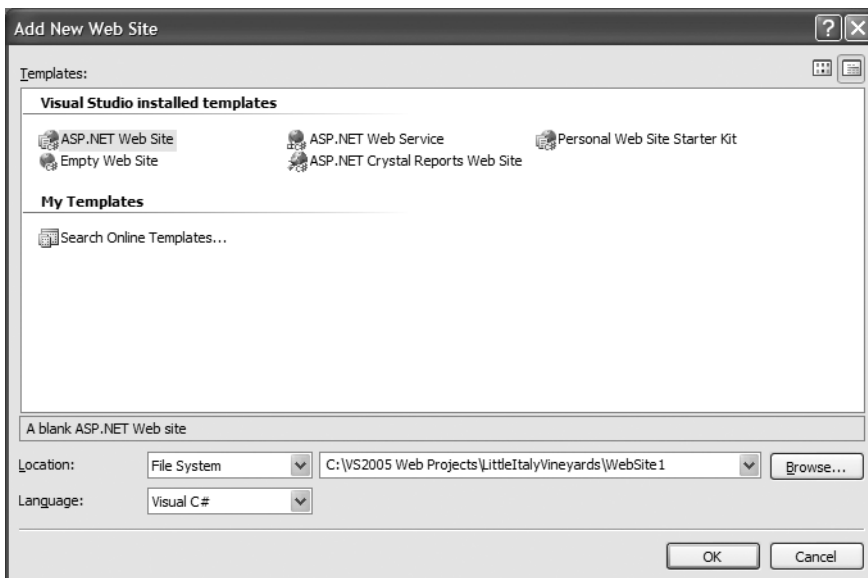 Add New Web Site
Templates:
Visual Studio installed templates
ASP.NET Web Site
ASP.NET Web Service
Personal Web Site Starter Kit
Empty Web Site
ASP.NET Crystal Reports Web Site
My Templates
Search Online Templates...
A blank ASP.NET Web site
Location:
File System
C:\VS2005 Web Projects\LittleItalyVineyards\WebSite1
Browse...
Language:
Visual C#
OK
Cancel